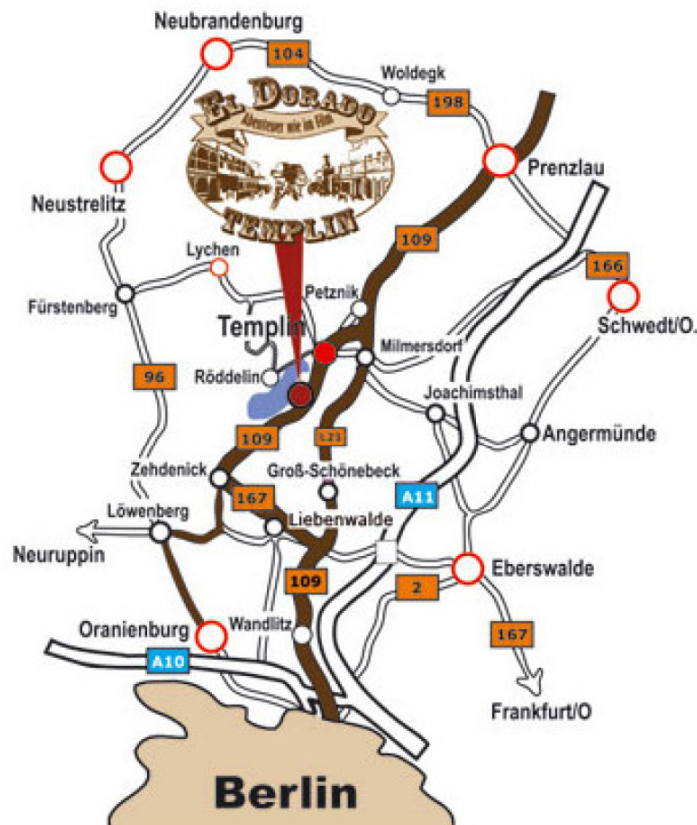 Neubrandenburg
104
Woldegk
198
EL DORADO
Abenteuer wie im Film
TEMPLIN
Prenzlau
Neustrelitz
109
Lychen
166
Fürstenberg
Petznik
Schwedt/O.
Templin
Milmersdorf
96
Röddelin
Joachimsthal
109
L23
Angermünde
Zehdenick
Groß-Schönebeck
167
A11
Löwenberg
Liebenwalde
Neuruppin
Eberswalde
109
2
Oranienburg
Wandlitz
167
A10
Frankfurt/O
Berlin